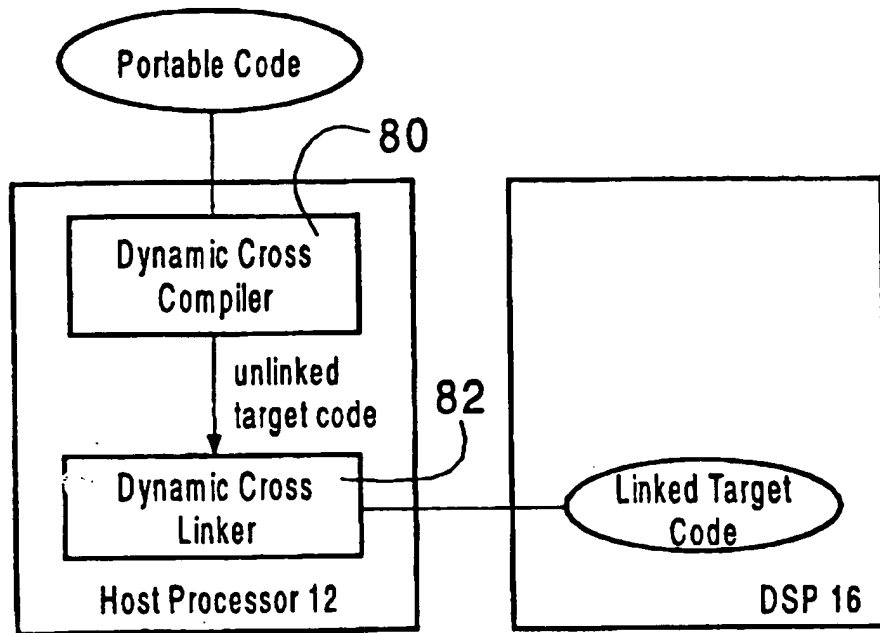 Portable Code
80
Dynamic Cross
Compiler
unlinked
target code
82
Dynamic Cross
Linker
Linked Target
Code
Host Processor 12
DSP 16